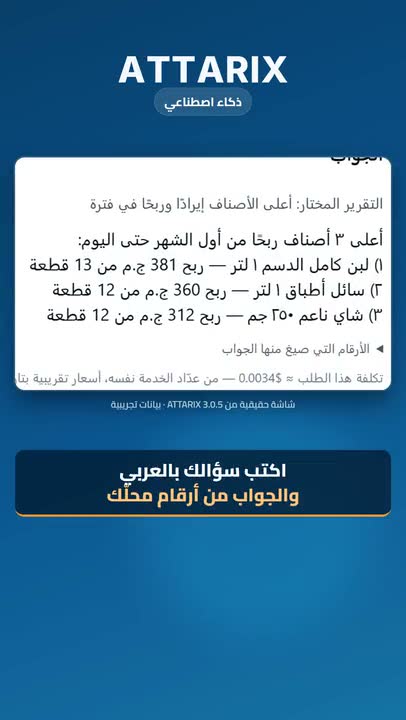 ATTARIX
ذكاء اصطناعي
الجواب
التقرير المختار: أعلى الأصناف إيرادًا وربحًا في فترة
أعلى ٣ أصناف ربحًا من أول الشهر حتى اليوم:
١) لبن كامل الدسم ١ لتر — ربح 381 ج.م من 13 قطعة
٢) سائل أطباق ١ لتر — ربح 360 ج.م من 12 قطعة
٣) شاي ناعم ٢٥٠ جم — ربح 312 ج.م من 12 قطعة
◀ الأرقام التي صيغ منها الجواب
تكلفة هذا الطلب ≈ $0.0034 — من عدّاد الخدمة نفسه، أسعار تقريبية
شاشة حقيقية من ATTARIX 3.0.5 · بيانات تجريبية
اكتب سؤالك بالعربي
والجواب من أرقام محلّك